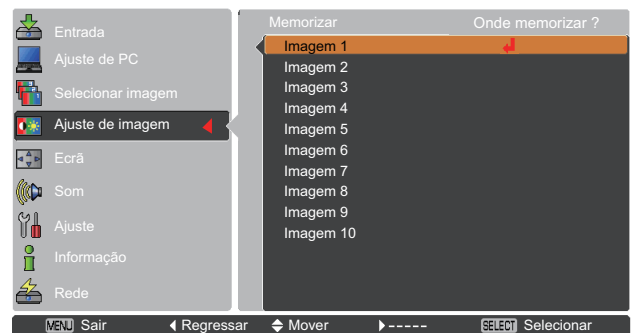 Entrada
Ajuste de PC
Selecionar imagem
Ajuste de imagem
Ecrã
Som
Ajuste
Informação
Rede
Memorizar Onde memorizar ?
Imagem 1
Imagem 2
Imagem 3
Imagem 4
Imagem 5
Imagem 6
Imagem 7
Imagem 8
Imagem 9
Imagem 10
MENU Sair Regressar Mover ----- SELECT Selecionar